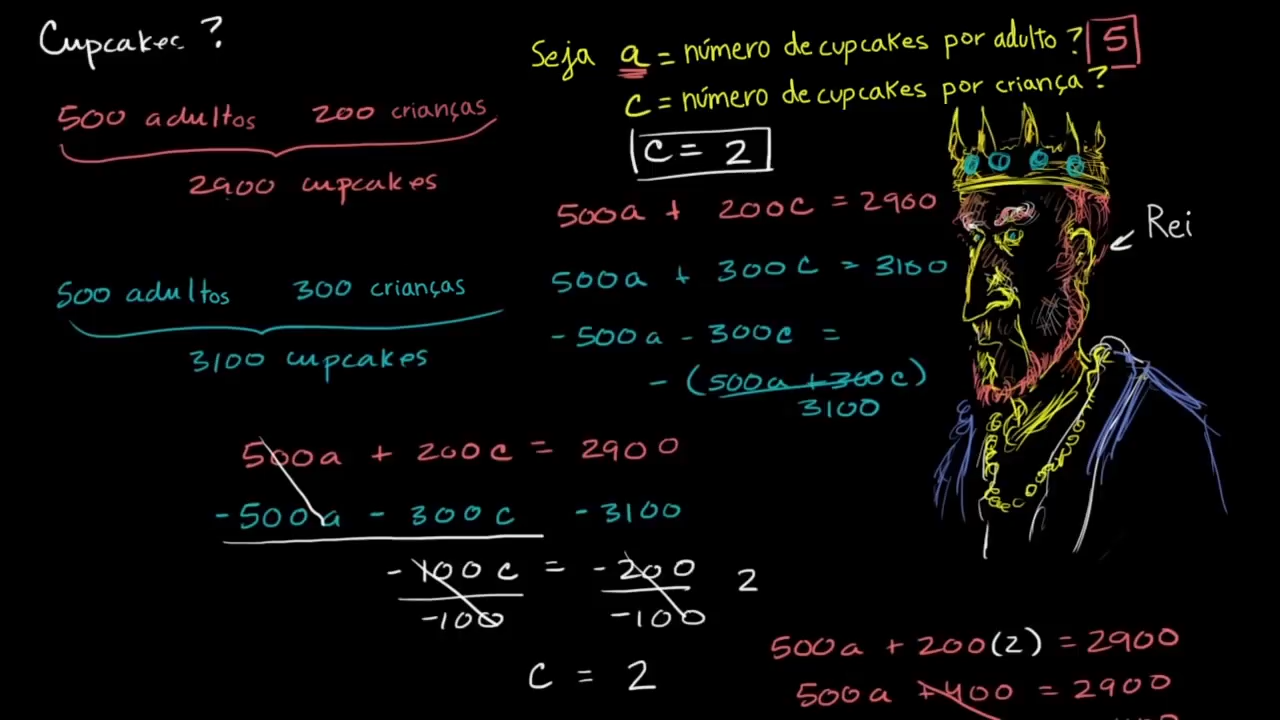 Cupcakes ?
500 adultos 200 crianças
2900 cupcakes
500 adultos 300 crianças
3100 cupcakes
Seja a = número de cupcakes por adulto ? 5
c = número de cupcakes por criança ?
c = 2
500a + 200c = 2900
500a + 300c = 3100
-500a - 300c =
- (500a + 300c)
3100
Rei
500a + 200c = 2900
-500a - 300c - 3100
-100c = -200 2
-100 -100
c = 2
500a + 200(2) = 2900
500a + 400 = 2900